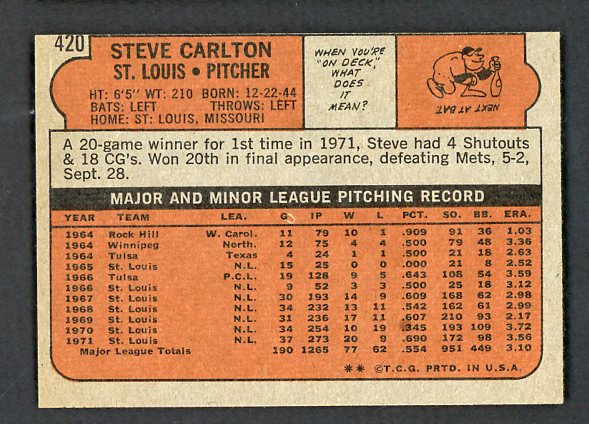 420
STEVE CARLTON
ST. LOUIS • PITCHER
HT: 6'5" WT: 210 BORN: 12-22-44
BATS: LEFT THROWS: LEFT
HOME: ST: LOUIS, MISSOURI
WHEN YOU'RE
"ON DECK,"
WHAT
DOES
IT
MEAN?
NEXT AT BAT.
A 20-game winner for 1st time in 1971, Steve had 4 Shutouts
& 18 CG's. Won 20th in final appearance, defeating Mets, 5-2,
Sept. 28.
MAJOR AND MINOR LEAGUE PITCHING RECORD
YEAR TEAM LEA. G IP W L PCT. SO. BB. ERA.
1964 Rock Hill W. Carol. 11 79 10 1 .909 91 36 1.03
1964 Winnipeg North. 12 75 4 4 .500 79 48 3.36
1964 Tulsa Texas 4 24 1 1 .500 21 18 2.63
1965 St. Louis N.L. 15 25 0 0 .000 21 8 2.52
1966 Tulsa P.C.L. 19 128 9 5 .643 108 54 3.59
1966 St. Louis N.L. 9 52 3 3 .500 25 18 3.12
1967 St. Louis N.L. 30 193 14 9 .609 168 62 2.98
1968 St. Louis N.L. 34 232 13 11 .542 162 61 2.99
1969 St. Louis N.L. 31 236 17 11 .607 210 93 2.17
1970 St. Louis N.L. 34 254 10 19 .345 193 109 3.72
1971 St. Louis N.L. 37 273 20 9 .690 172 98 3.56
Major League Totals 190 1265 77 62 .554 951 449 3.10
** ©T.C.G. PRTD. IN U.S.A.